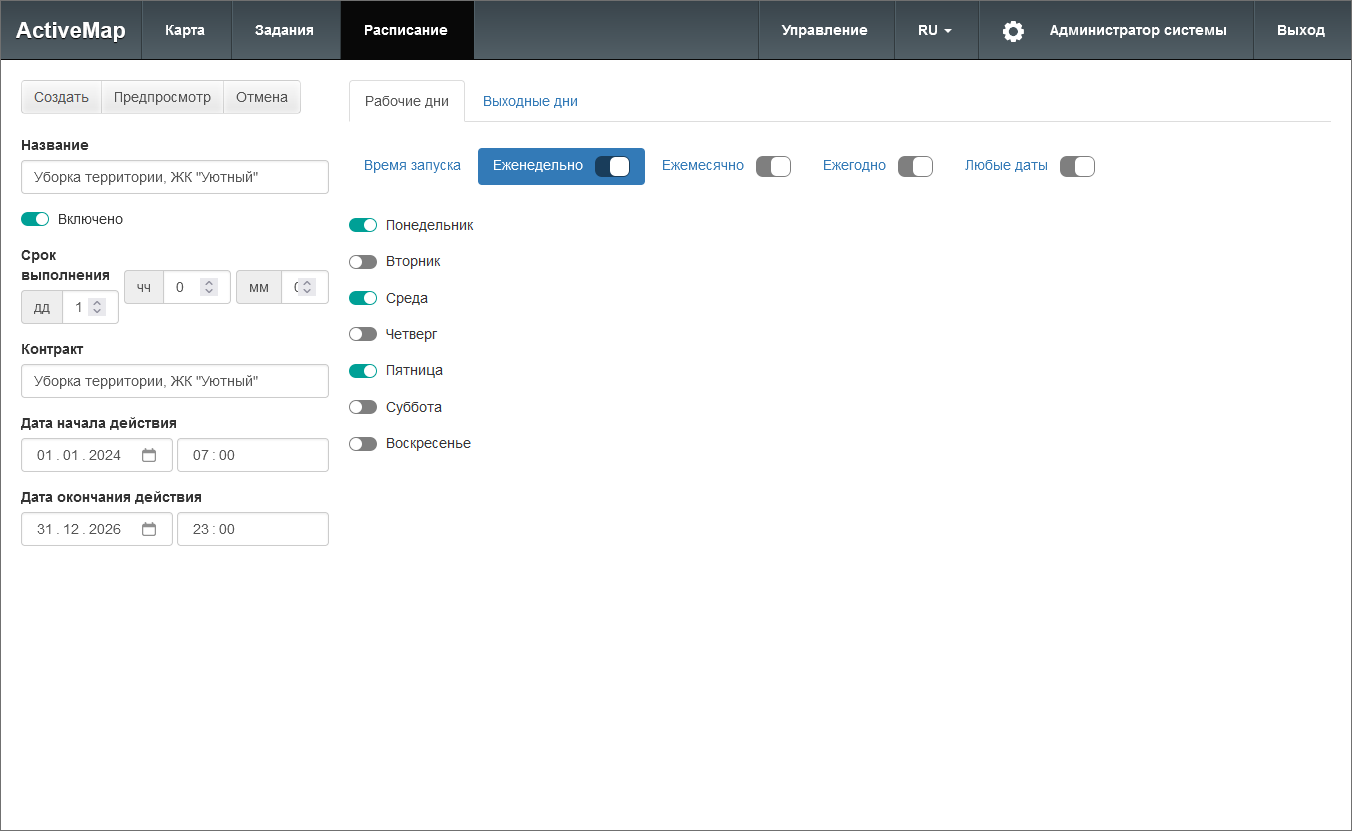 ActiveMap Карта Задания Расписание Управление RU Администратор системы Выход
Создать Предпросмотр Отмена
Название
Уборка территории, ЖК "Уютный"
Включено
Срок
выполнения
дд 1
чч 0
мм 0
Контракт
Уборка территории, ЖК "Уютный"
Дата начала действия
01 . 01 . 2024 07 : 00
Дата окончания действия
31 . 12 . 2026 23 : 00
Рабочие дни Выходные дни
Время запуска Еженедельно Ежемесячно Ежегодно Любые даты
Понедельник
Вторник
Среда
Четверг
Пятница
Суббота
Воскресенье